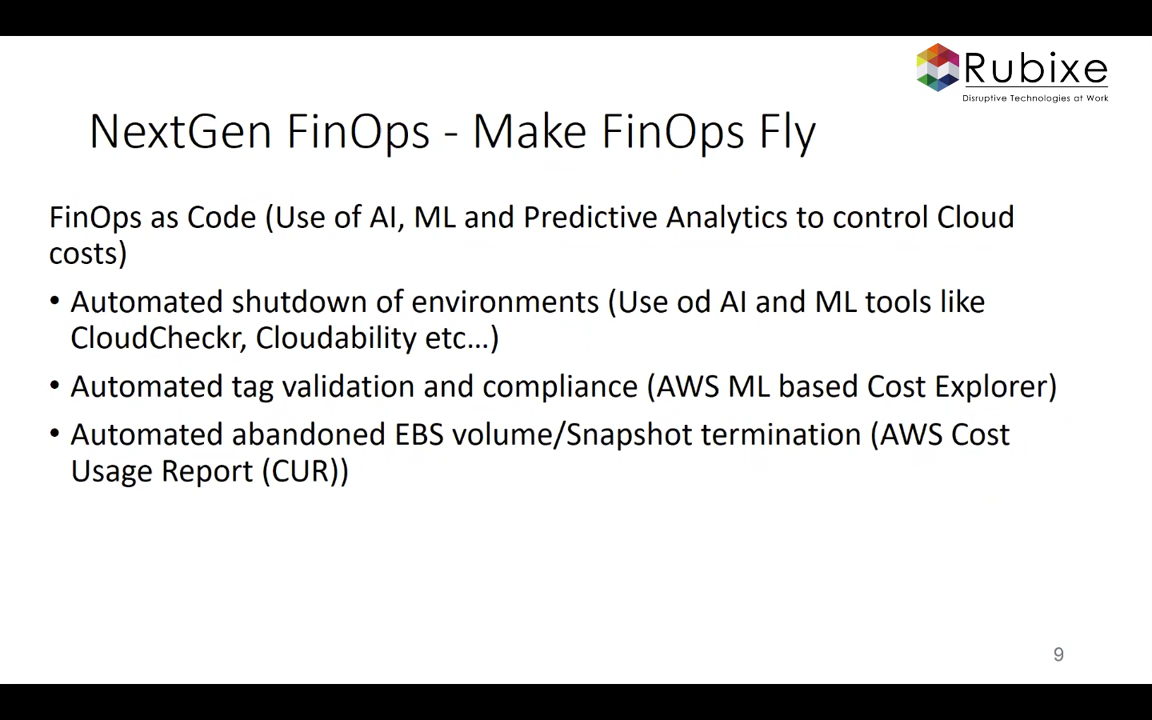 Rubixe
Disruptive Technologies at Work
NextGen FinOps - Make FinOps Fly
FinOps as Code (Use of AI, ML and Predictive Analytics to control Cloud
costs)
• Automated shutdown of environments (Use od AI and ML tools like
CloudCheckr, Cloudability etc...)
• Automated tag validation and compliance (AWS ML based Cost Explorer)
• Automated abandoned EBS volume/Snapshot termination (AWS Cost
Usage Report (CUR))
9